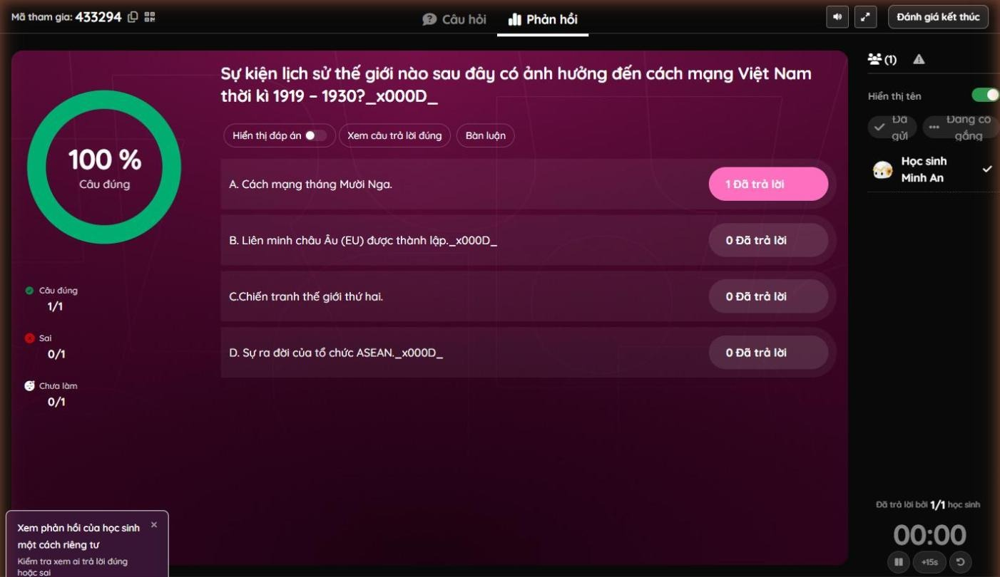 Mã tham gia: 433294
Câu hỏi
Phản hồi
Đánh giá kết thúc
100 %
Câu đúng
Câu đúng
1/1
Sai
0/1
Chưa làm
0/1
Sự kiện lịch sử thế giới nào sau đây có ảnh hưởng đến cách mạng Việt Nam
thời kì 1919 – 1930?_x000D_
Hiển thị đáp án
Xem câu trả lời đúng
Bàn luận
A. Cách mạng tháng Mười Nga.
1 Đã trả lời
B. Liên minh châu Âu (EU) được thành lập._x000D_
0 Đã trả lời
C.Chiến tranh thế giới thứ hai.
0 Đã trả lời
D. Sự ra đời của tổ chức ASEAN._x000D_
0 Đã trả lời
(1)
Hiển thị tên
Đã
gửi
Đang cố
gắng
Học sinh
Minh An
Đã trả lời bởi 1/1 học sinh
00:00
+15s
Xem phản hồi của học sinh
một cách riêng tư
Kiểm tra xem ai trả lời đúng
hoặc sai